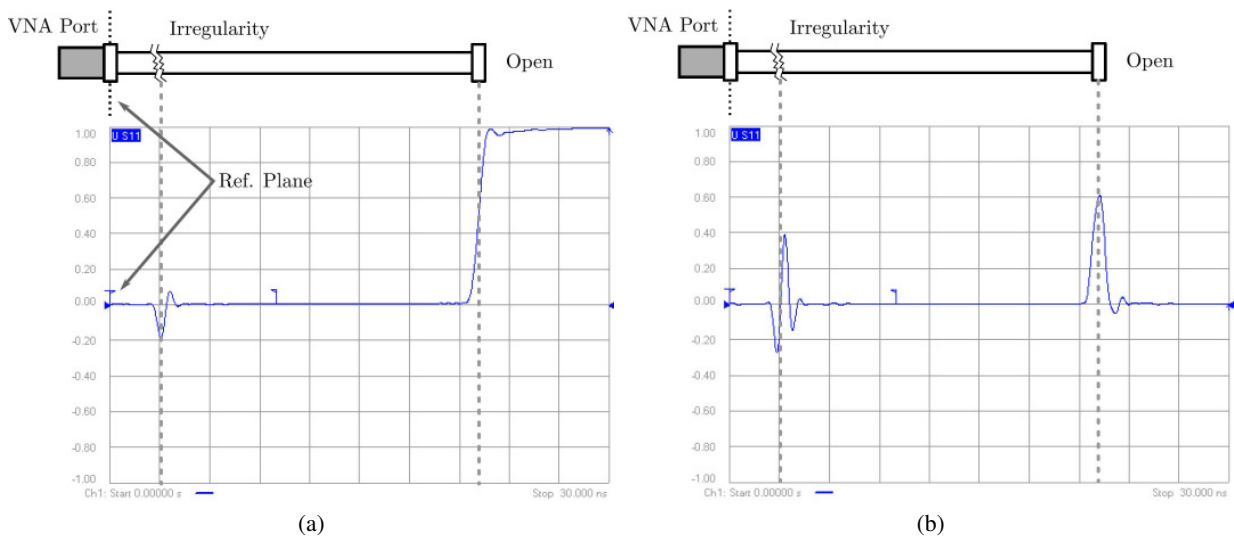 VNA Port
Irregularity
Open
U S11
Ref. Plane
1.00
0.80
0.60
0.40
0.20
0.00
-0.20
-0.40
-0.60
-0.80
-1.00
Ch1: Start 0.00000 s
Stop 30.000 ns
(a)
VNA Port
Irregularity
Open
U S11
1.00
0.80
0.60
0.40
0.20
0.00
-0.20
-0.40
-0.60
-0.80
-1.00
Ch1: Start 0.00000 s
Stop 30.000 ns
(b)